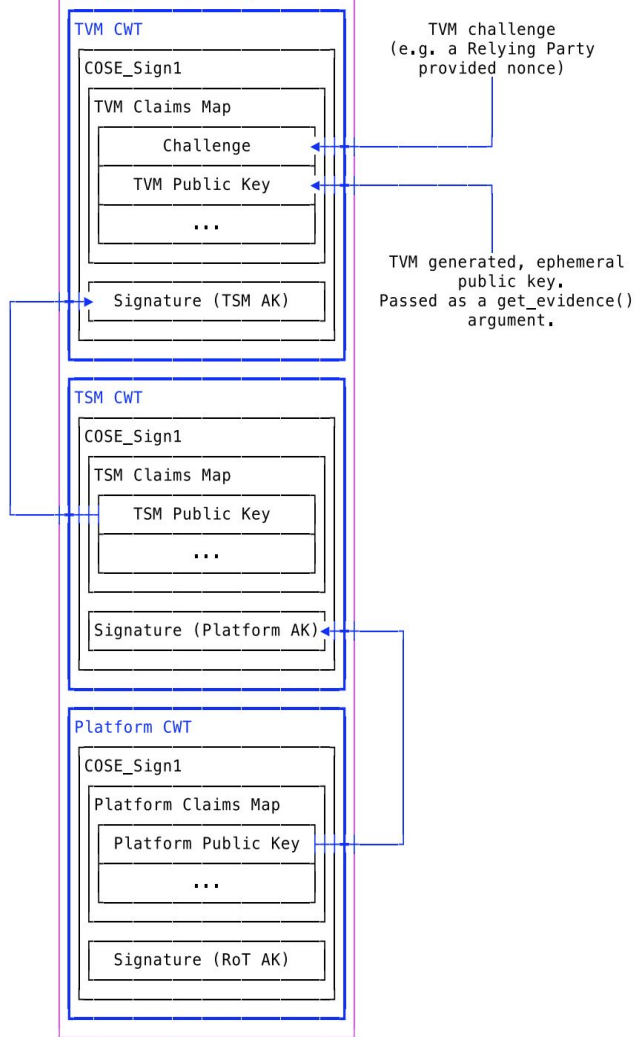 TVM CWT
COSE_Sign1
TVM Claims Map
Challenge
TVM Public Key
...
Signature (TSM AK)
TVM challenge
(e.g. a Relying Party
provided nonce)
TVM generated, ephemeral
public key.
Passed as a get_evidence()
argument.
TSM CWT
COSE_Sign1
TSM Claims Map
TSM Public Key
...
Signature (Platform AK)
Platform CWT
COSE_Sign1
Platform Claims Map
Platform Public Key
...
Signature (RoT AK)